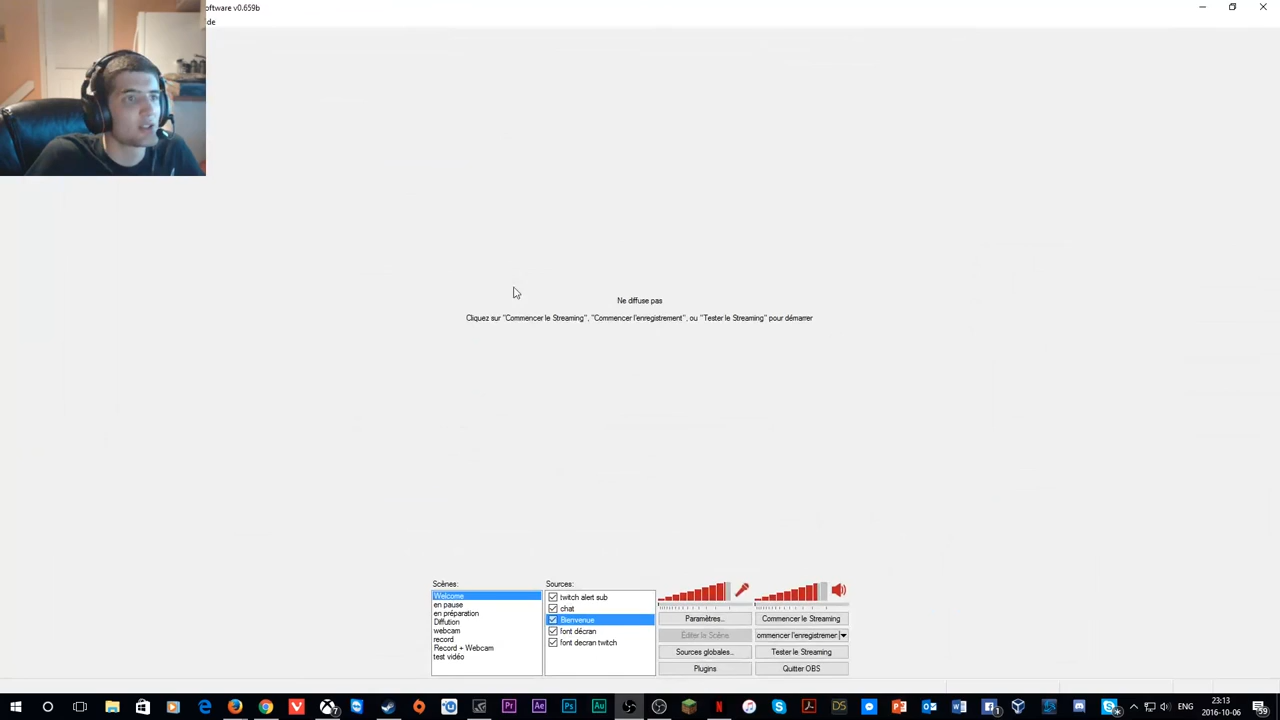 oftware v0.659b
de
Ne diffuse pas
Cliquez sur "Commencer le Streaming", "Commencer l'enregistrement", ou "Tester le Streaming" pour démarrer
Scènes:
Welcome
en pause
en préparation
Diffution
webcam
record
Record + Webcam
test vidéo
Sources:
twitch alert sub
chat
Bienvenue
font décran
font decran twitch
Paramètres...
Editer la Scène
Sources globales...
Plugins
Commencer le Streaming
ommencer l'enregistremen
Tester le Streaming
Quitter OBS
ENG
23:13
2016-10-06